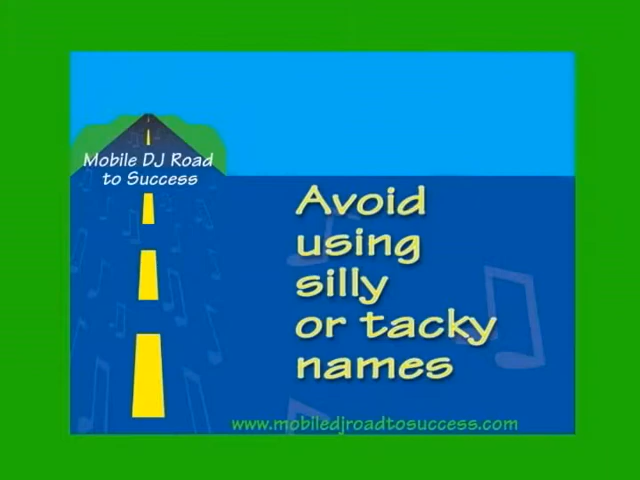 Mobile DJ Road
to Success
Avoid
using
silly
or tacky
names
www.mobiledjroadtosuccess.com